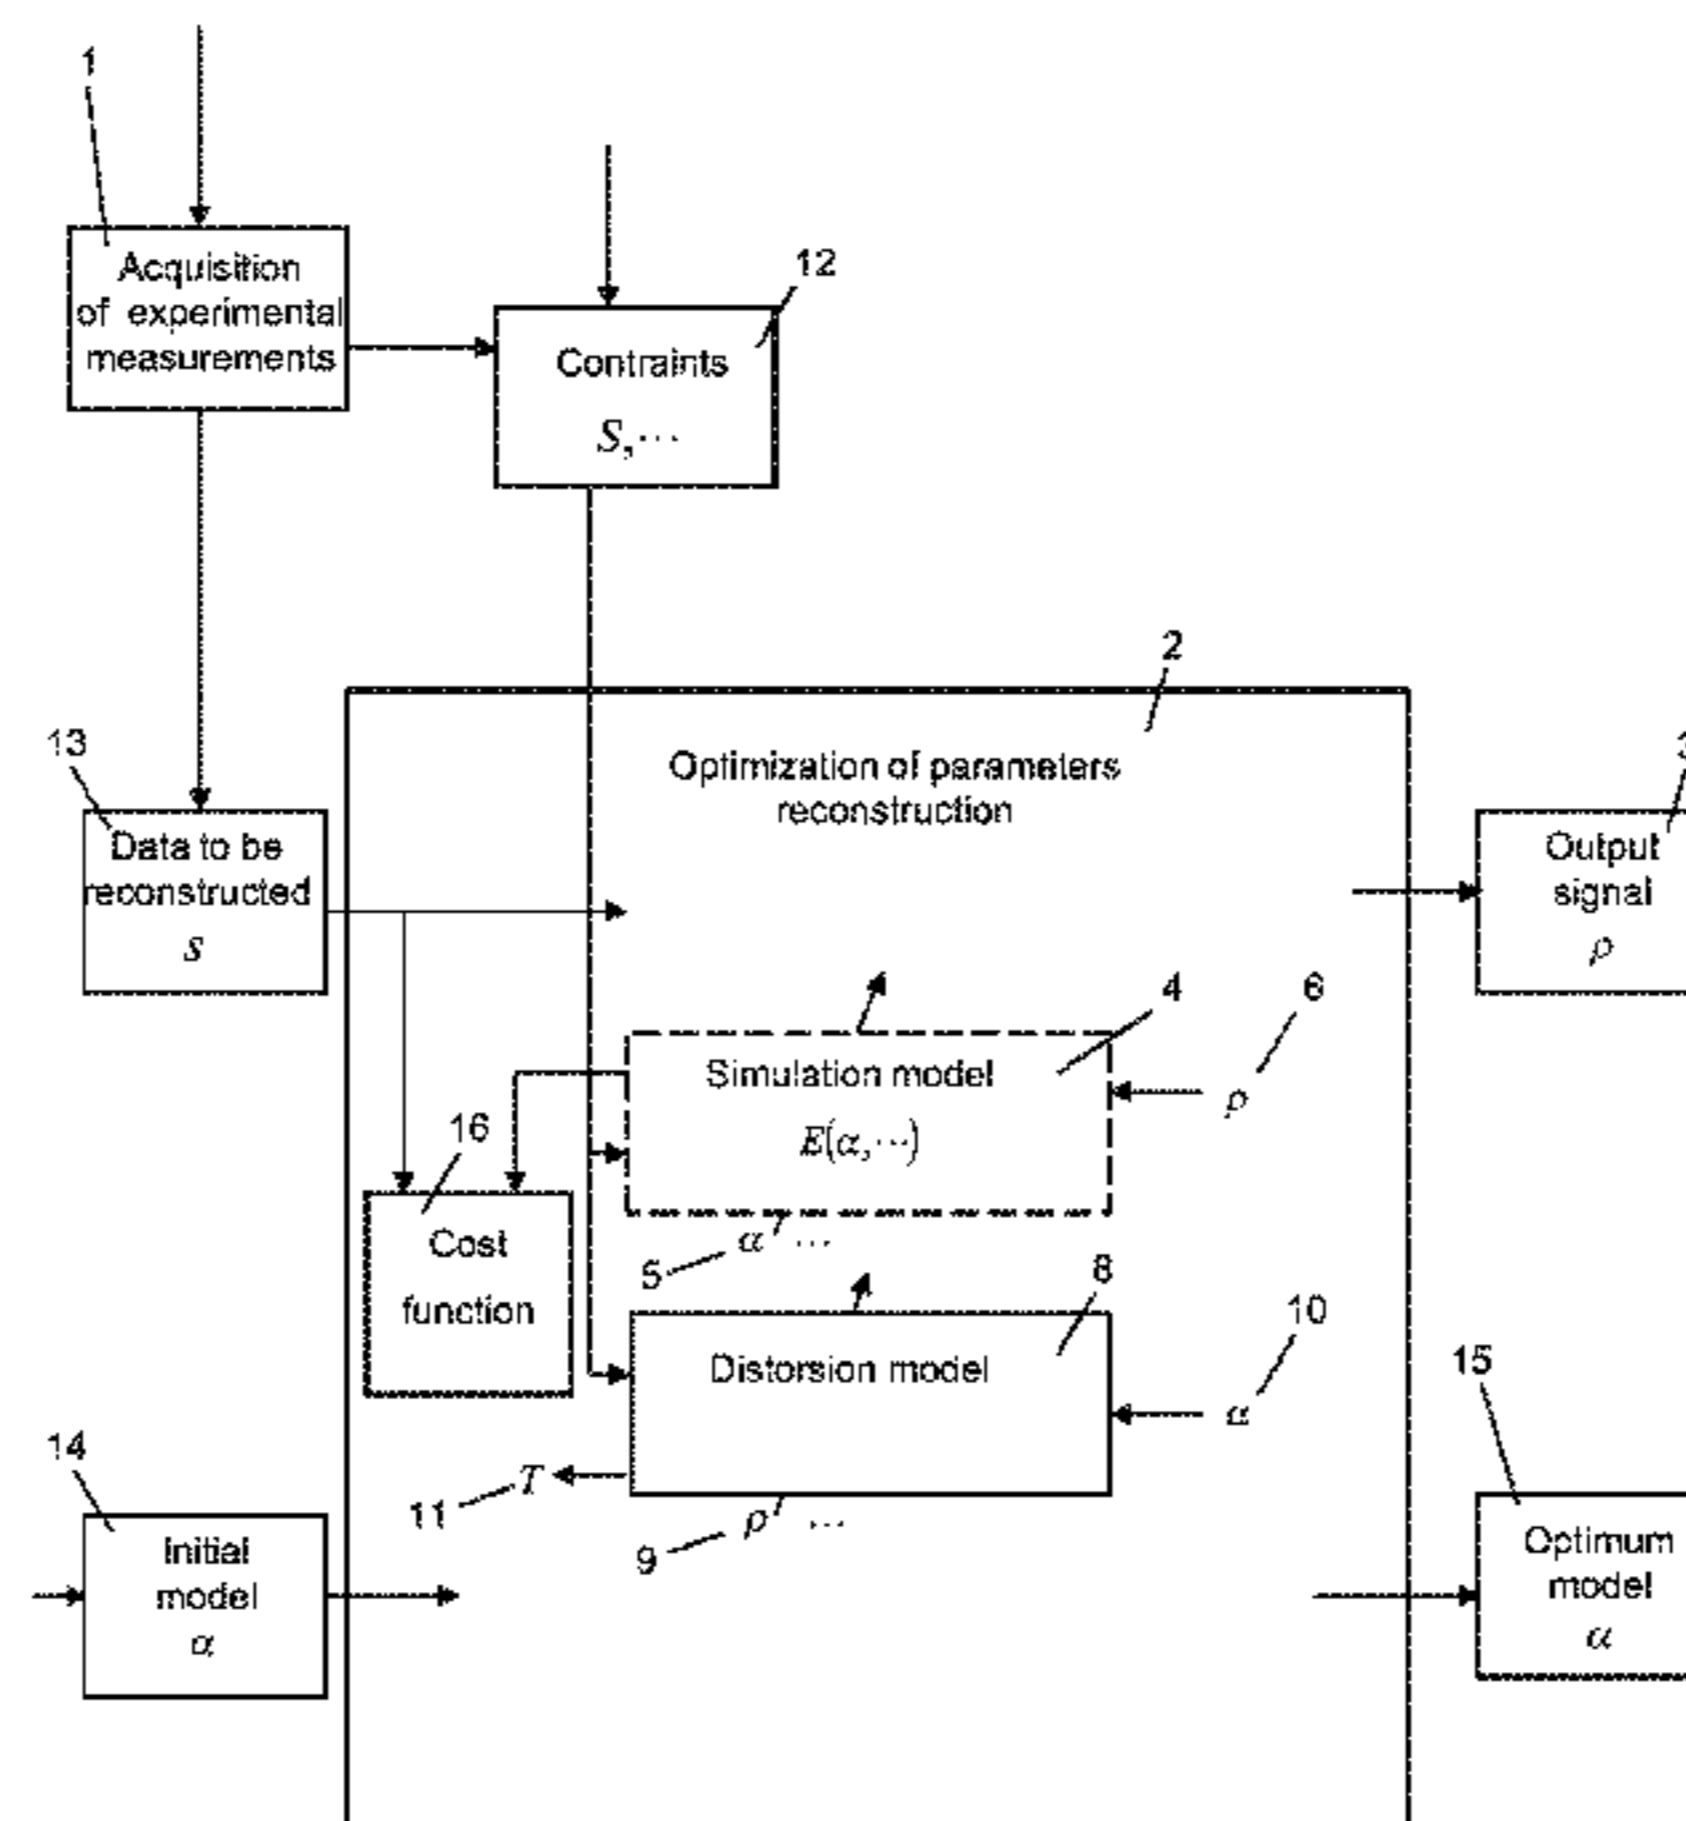 1
Acquisition
of experimental
measurements
12
Contraints
S, ...
2
Optimization of parameters
reconstruction
13
Data to be
reconstructed
s
3
Output
signal
ρ
4
6
Simulation model
E(α, ...)
ρ
16
Cost
function
5
α ...
8
Distorsion model
10
α
11
T
9
ρ ...
14
Initial
model
α
15
Optimum
model
α